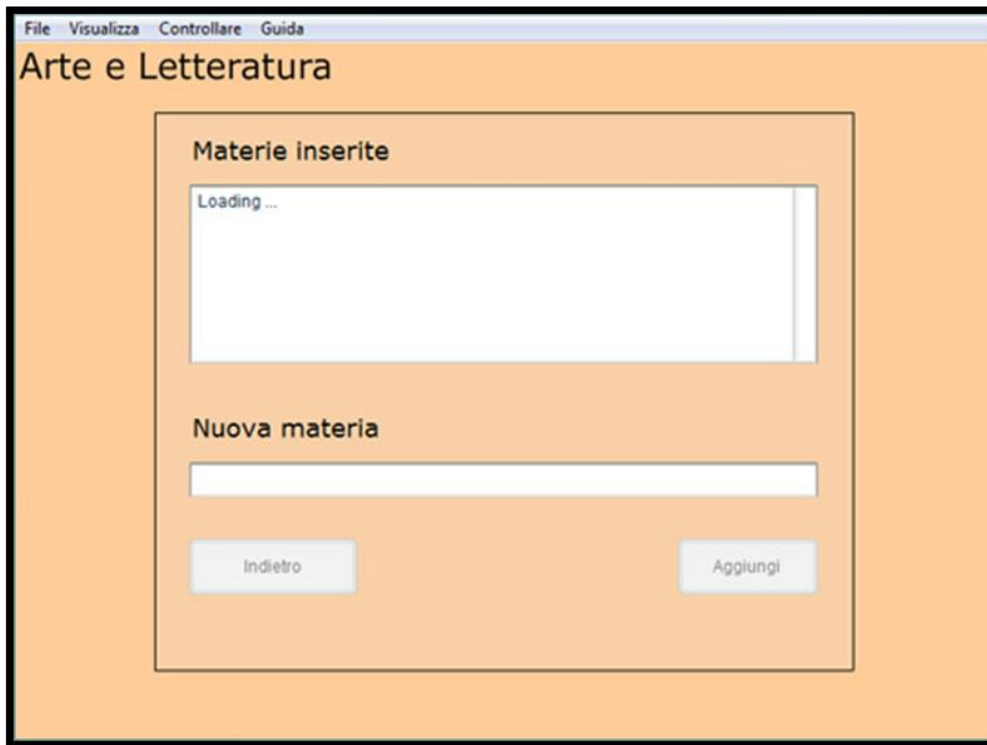 File Visualizza Controllare Guida
Arte e Letteratura
Materie inserite
Loading ...
Nuova materia
Indietro Aggiungi